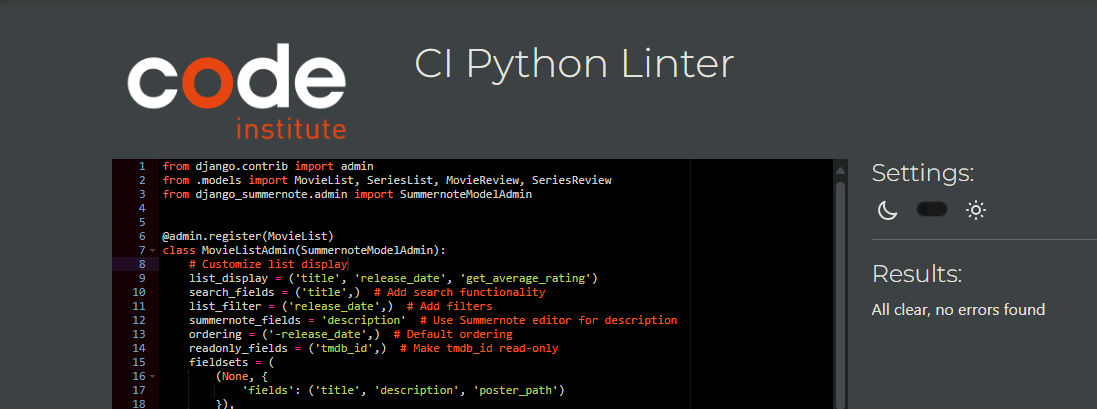 code
institute
CI Python Linter
1 from django.contrib import admin
2 from .models import MovieList, SeriesList, MovieReview, SeriesReview
3 from django_summernote.admin import SummernoteModelAdmin
4
5
6 @admin.register(MovieList)
7 class MovieListAdmin(SummernoteModelAdmin):
8     # Customize list display
9     list_display = ('title', 'release_date', 'get_average_rating')
10     search_fields = ('title',)  # Add search functionality
11     list_filter = ('release_date',)  # Add filters
12     summernote_fields = 'description'  # Use Summernote editor for description
13     ordering = ('-release_date',)  # Default ordering
14     readonly_fields = ('tmdb_id',)  # Make tmdb_id read-only
15     fieldsets = (
16         (None, {
17             'fields': ('title', 'description', 'poster_path')
18         }),
Settings:
Results:
All clear, no errors found